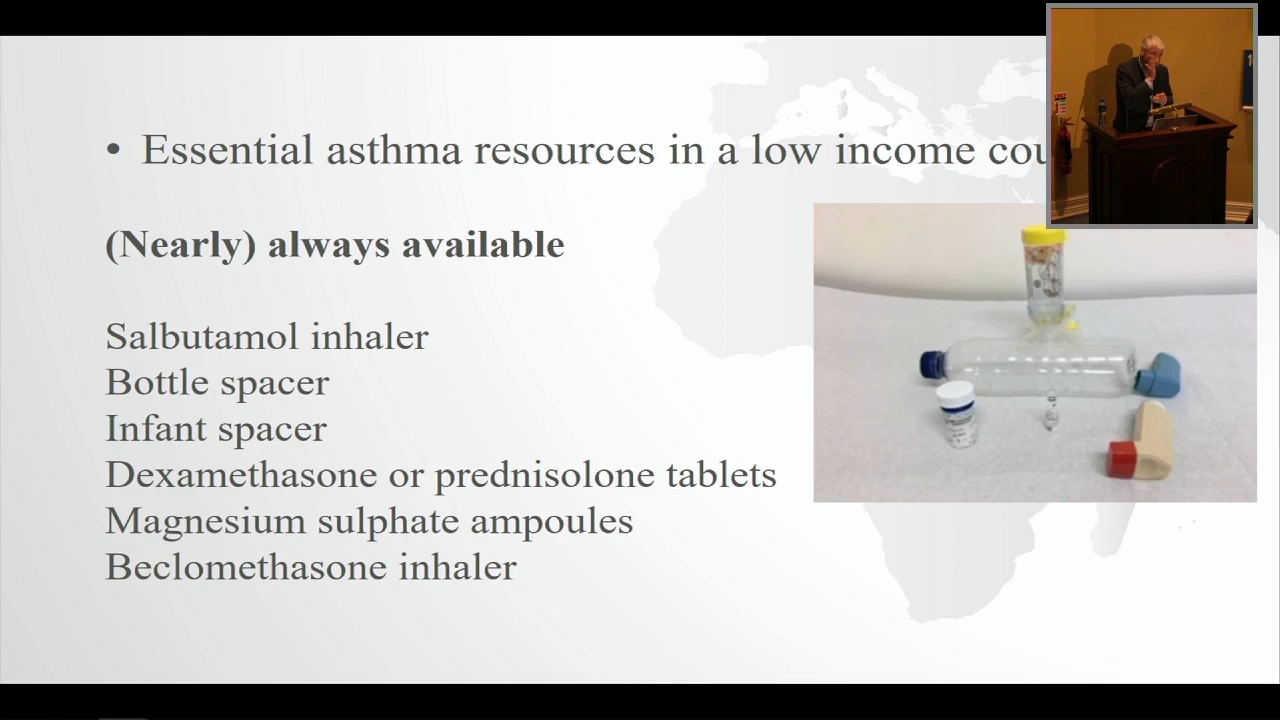 • Essential asthma resources in a low income cou
(Nearly) always available
Salbutamol inhaler
Bottle spacer
Infant spacer
Dexamethasone or prednisolone tablets
Magnesium sulphate ampoules
Beclomethasone inhaler